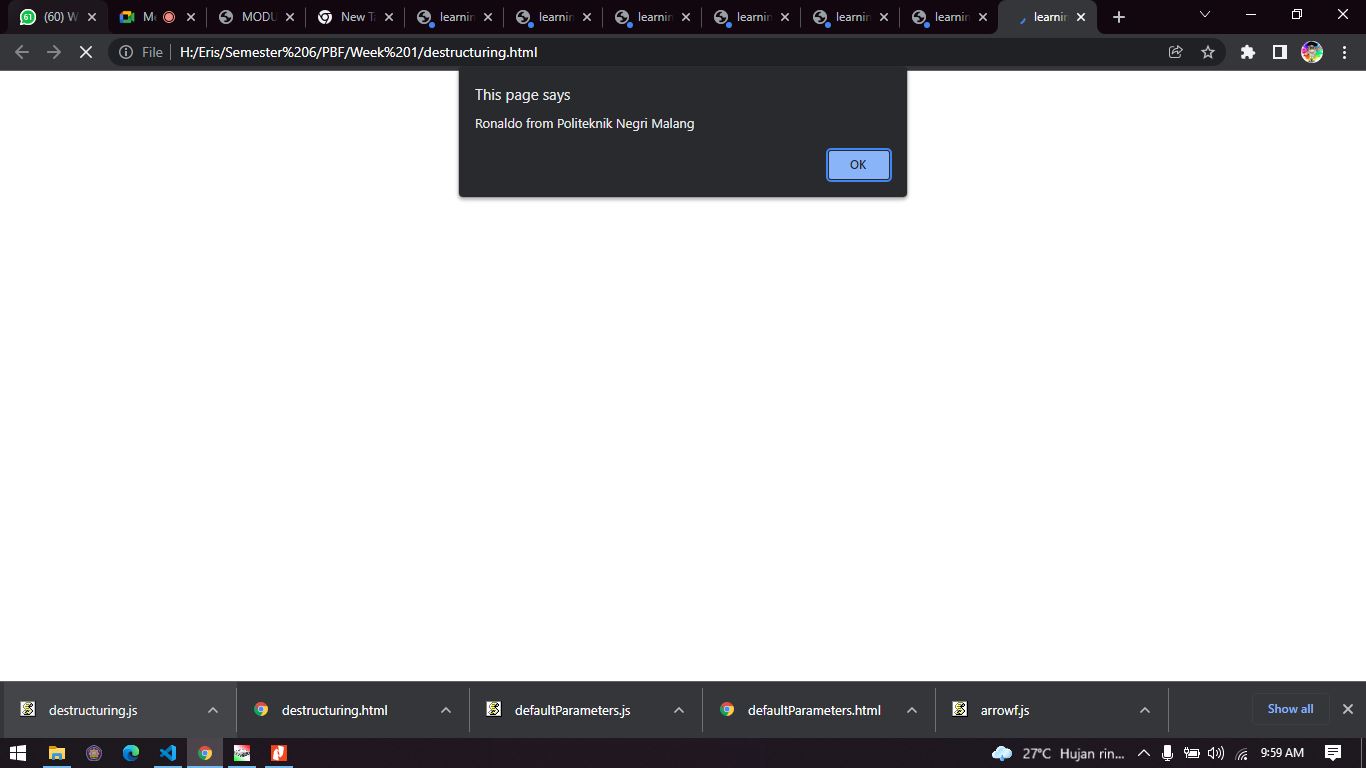 61 (60) W
Me
MODU
New T
learnin
learnin
learnin
learnin
learnin
learnin
learnin
File H:/Eris/Semester%206/PBF/Week%201/destructuring.html
This page says
Ronaldo from Politeknik Negri Malang
OK
destructuring.js
destructuring.html
defaultParameters.js
defaultParameters.html
arrowf.js
Show all
27°C Hujan rin...
9:59 AM